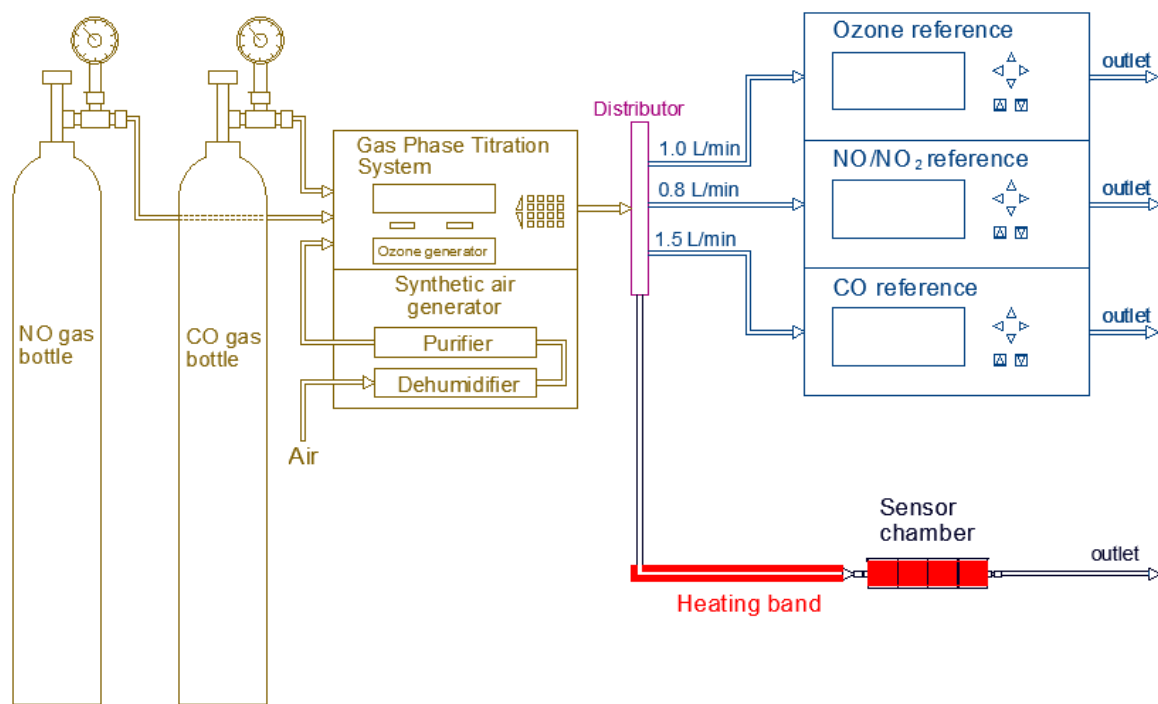 NO gas
bottle
CO gas
bottle
Gas Phase Titration
System
Ozone generator
Synthetic air
generator
Purifier
Dehumidifier
Air
Distributor
1.0 L/min
0.8 L/min
1.5 L/min
Ozone reference
outlet
NO/NO₂ reference
outlet
CO reference
outlet
Sensor
chamber
outlet
Heating band